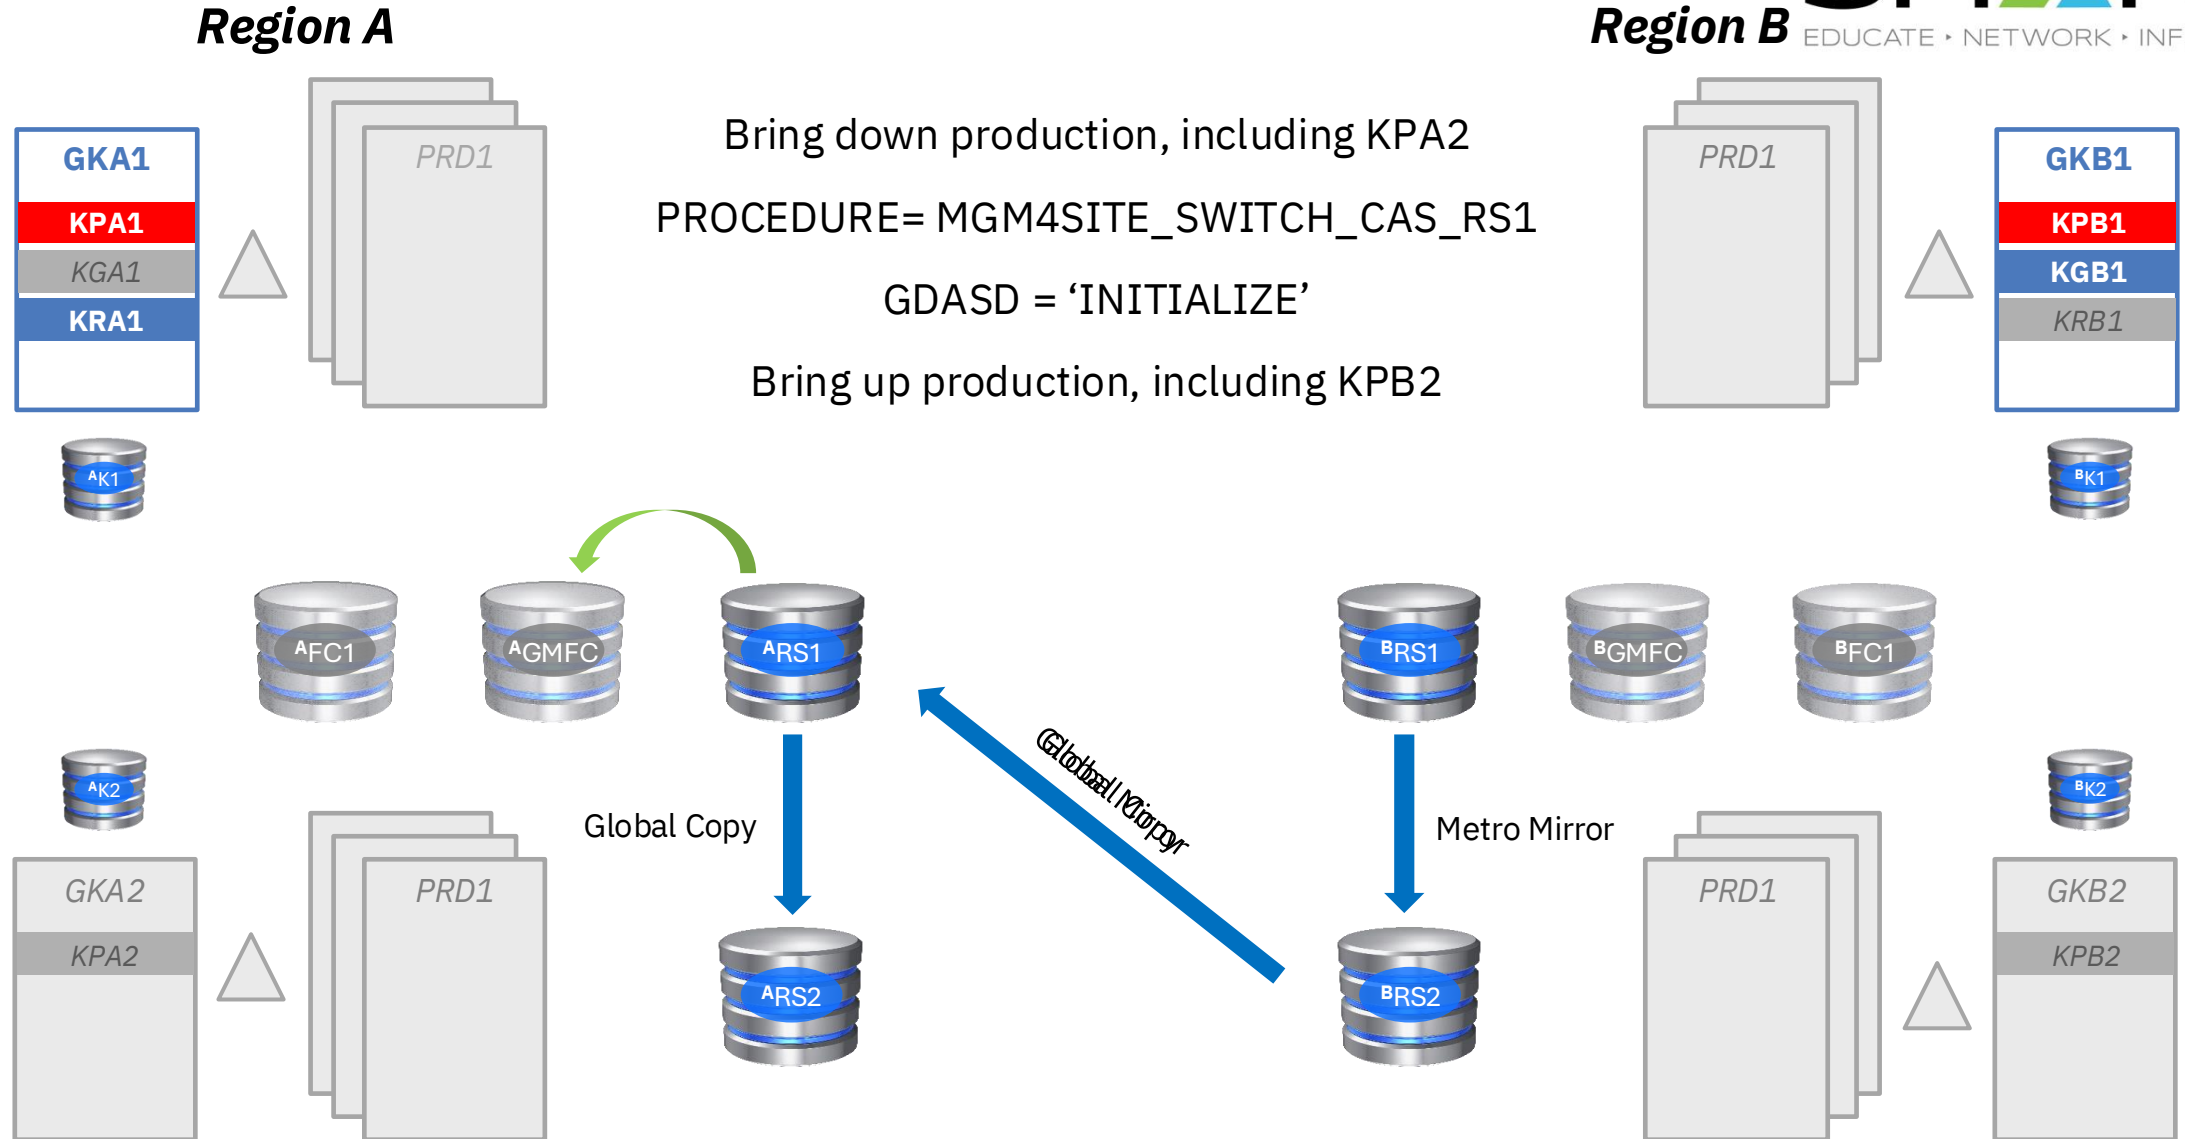 Region A
Region B
EDUCATE • NETWORK • INF
GKA1
KPA1
KGA1
KRA1
PRD1
Bring down production, including KPA2
PROCEDURE= MGM4SITE_SWITCH_CAS_RS1
GDASD = ‘INITIALIZE’
Bring up production, including KPB2
PRD1
GKB1
KPB1
KGB1
KRB1
AK1
BK1
AFC1
AGMFC
ARS1
BRS1
BGMFC
BFC1
AK2
BK2
Global Copy
Global
Metro Mirror
GKA2
KPA2
PRD1
ARS2
BRS2
PRD1
GKB2
KPB2